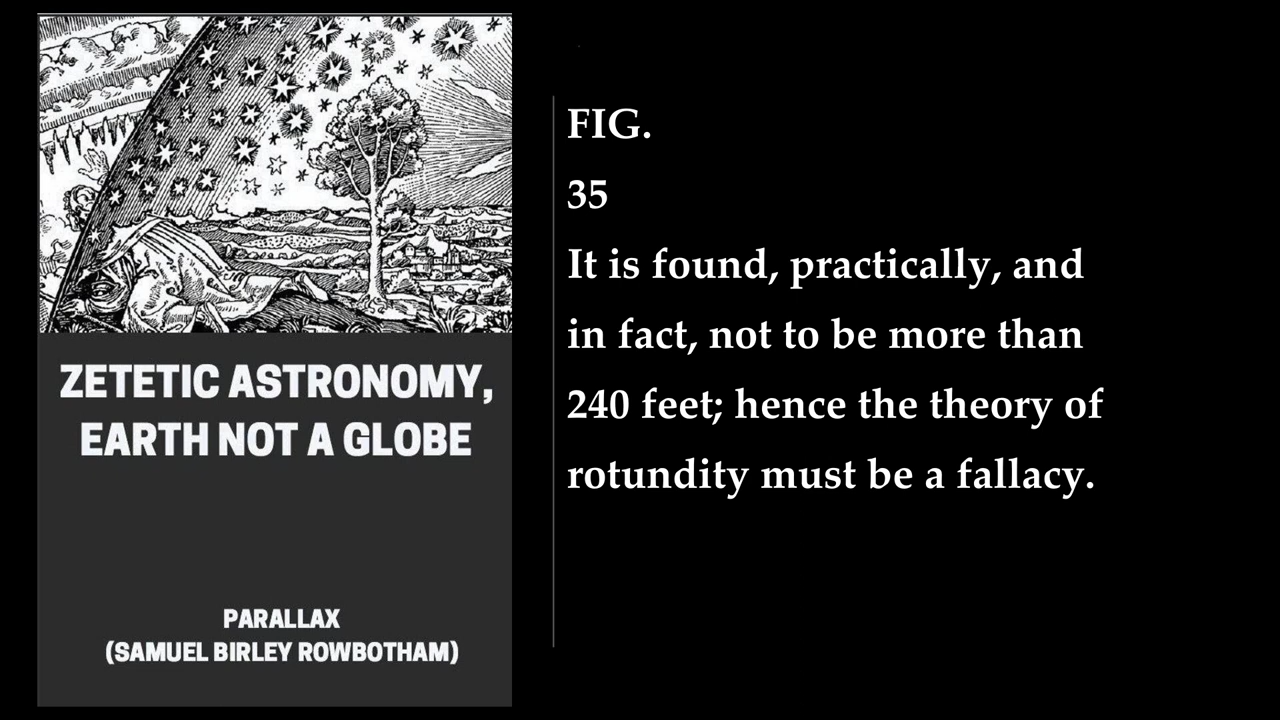 ZETETIC ASTRONOMY,
EARTH NOT A GLOBE
PARALLAX
(SAMUEL BIRLEY ROWBOTHAM)
FIG.
35
It is found, practically, and
in fact, not to be more than
240 feet; hence the theory of
rotundity must be a fallacy.